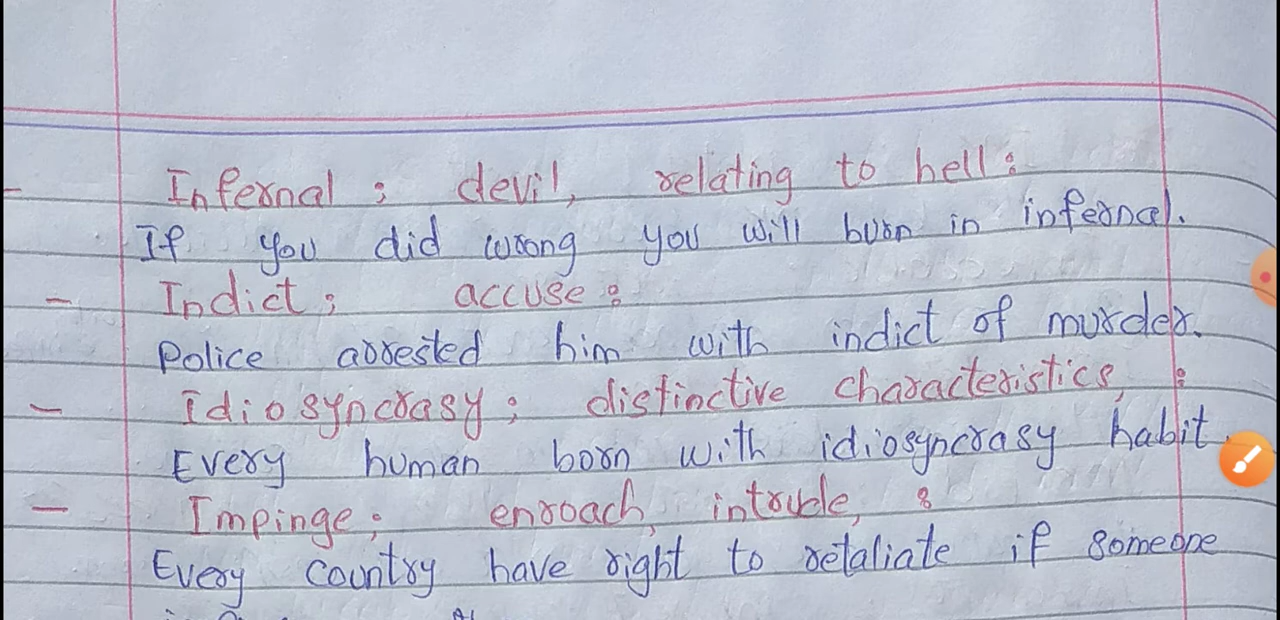 Infernal : devil, relating to hell :
If you did wrong you will burn in infernal.
Indict : accuse :
Police arrested him with indict of murder.
Idiosyncrasy : distinctive characteristics, :
Every human born with idiosyncrasy habit.
Impinge : enroach, intrude, :
Every country have right to retaliate if someone